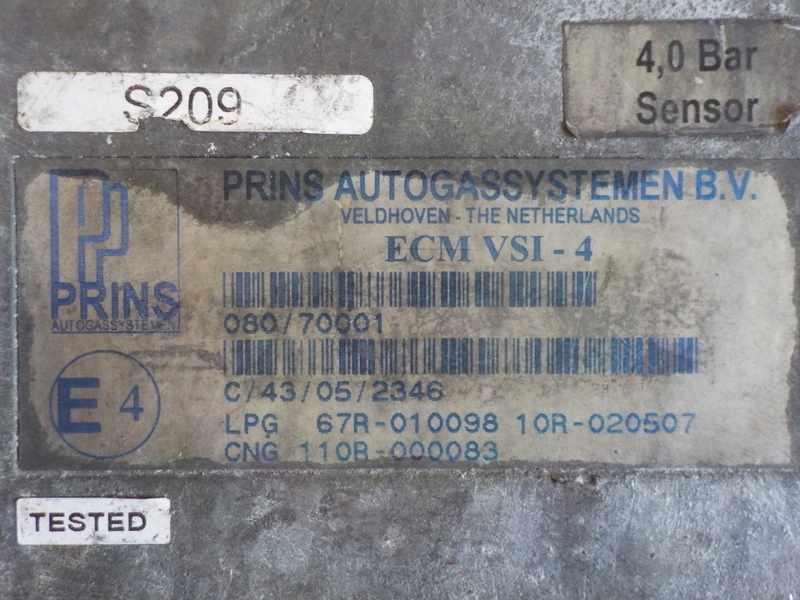 S209
4,0 Bar
Sensor
PRINS AUTOGASSYSTEMEN B.V.
VELDHOVEN - THE NETHERLANDS
ECM VSI - 4
PRINS
AUTOGASSYSTEMEN
080/70001
C/43/05/2346
E 4
LPG 67R-010098 10R-020507
CNG 110R-000083
TESTED